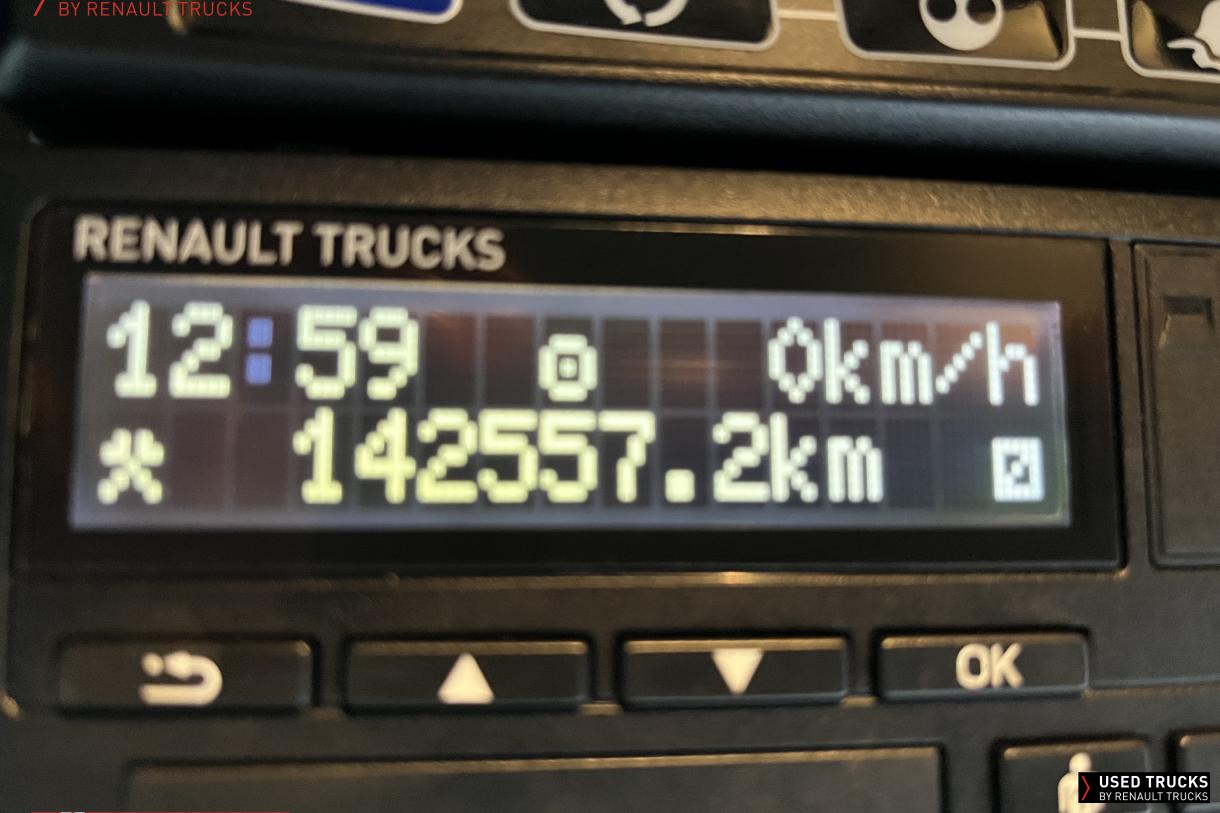 BY RENAULT TRUCKS
RENAULT TRUCKS
12:59 0km/h
142557.2km
OK
USED TRUCKS
BY RENAULT TRUCKS